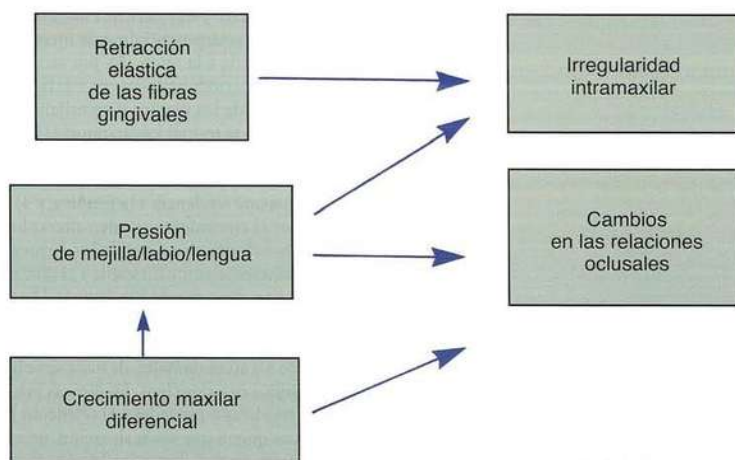 Retracción
elástica
de las fibras
gingivales
Irregularidad
intramaxilar
Presión
de mejilla/labio/lengua
Cambios
en las relaciones
oclusales
Crecimiento maxilar
diferencial